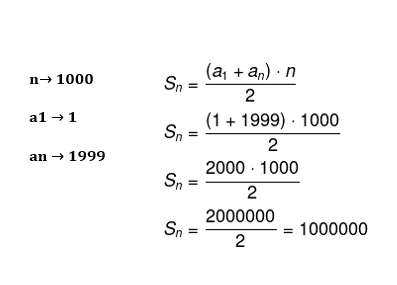 n→ 1000
a1 → 1
an → 1999
Sₙ = (a₁ + aₙ) · n / 2
Sₙ = (1 + 1999) · 1000 / 2
Sₙ = 2000 · 1000 / 2
Sₙ = 2000000 / 2 = 1000000